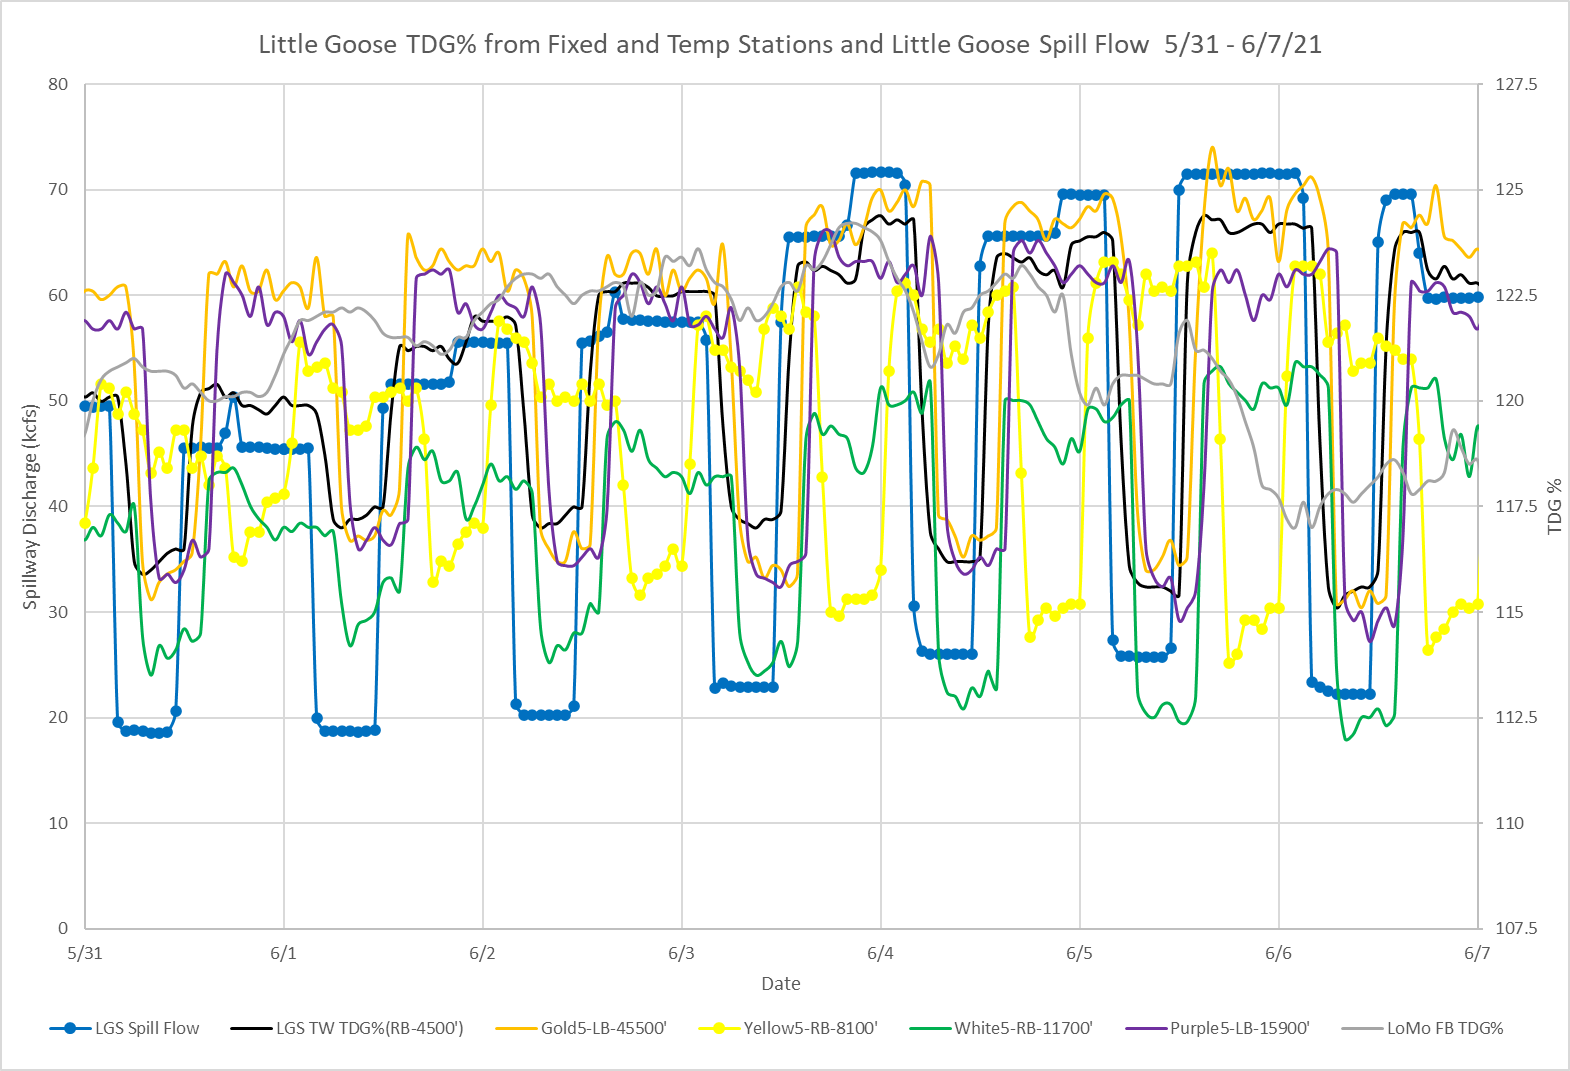 Little Goose TDG% from Fixed and Temp Stations and Little Goose Spill Flow 5/31 - 6/7/21
80
70
60
50
40
30
20
10
0
Spillway Discharge (kcfs)
127.5
125
122.5
120
117.5
115
112.5
110
107.5
TDG %
5/31
6/1
6/2
6/3
6/4
6/5
6/6
6/7
Date
LGS Spill Flow
LGS TW TDG%(RB-4500')
Gold5-LB-45500'
Yellow5-RB-8100'
White5-RB-11700'
Purple5-LB-15900'
LoMo FB TDG%